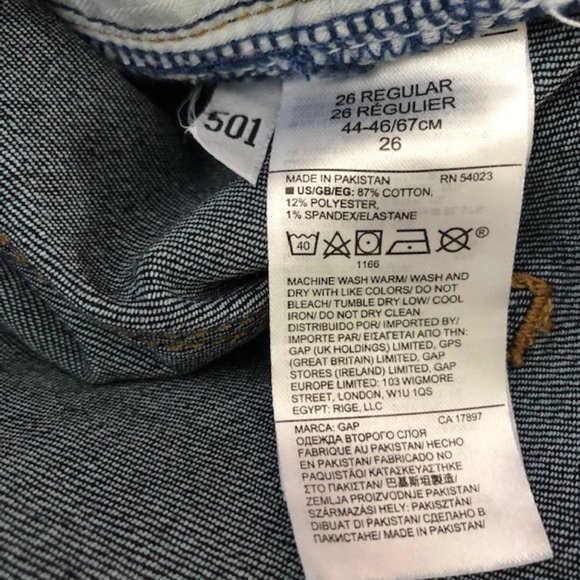 501
26 REGULAR
26 RÉGULIER
44-46/67CM
26
MADE IN PAKISTAN RN 54023
US/GB/EG: 87% COTTON,
12% POLYESTER,
1% SPANDEX/ELASTANE
40 ®
1166
MACHINE WASH WARM/ WASH AND
DRY WITH LIKE COLORS/ DO NOT
BLEACH/ TUMBLE DRY LOW/ COOL
IRON/ DO NOT DRY CLEAN
DISTRIBUIDO POR/ IMPORTED BY/
IMPORTE PAR/ ΕΙΣΑΓΕΤΑΙ ΑΠΟ ΤΗΝ:
GAP (UK HOLDINGS) LIMITED, GPS
(GREAT BRITAIN) LIMITED, GAP
STORES (IRELAND) LIMITED, GAP
EUROPE LIMITED: 103 WIGMORE
STREET, LONDON, W1U 1QS
EGYPT: RIGE, LLC
MARCA: GAP CA 17897
ОДЕЖДА ВТОРОГО СЛОЯ
FABRIQUE AU PAKISTAN/ HECHO
EN PAKISTAN/ FABRICADO NO
PAQUISTÃO/ ΚΑΤΑΣΚΕΥΑΣΤΗΚΕ
ΣΤΟ ΠΑΚΙΣΤΑΝ/ 巴基斯坦製造/
ZEMLJA PROIZVODNJE PAKISTAN/
SZÁRMAZÁSI HELY: PAKISZTÁN/
DIBUAT DI PAKISTAN/ СДЕЛАНО В
ПАКИСТАНЕ/ MADE IN PAKISTAN